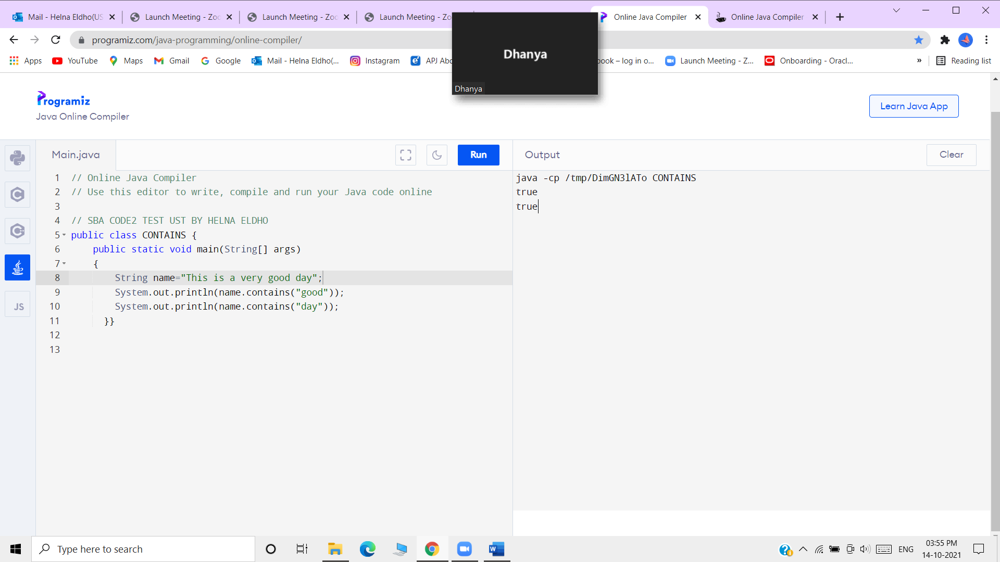 Mail - Helna Eldho(US
Launch Meeting - Zoo
Launch Meeting - Zoo
Launch Meeting - Zo
Online Java Compiler
Online Java Compiler
programiz.com/java-programming/online-compiler/
Apps
YouTube
Maps
Gmail
Google
Mail - Helna Eldho(...
Instagram
APJ Abo
book – log in o...
Launch Meeting - Z...
Onboarding - Oracl...
»
Reading list
Dhanya
Dhanya
Programiz
Java Online Compiler
Learn Java App
Main.java
Run
Output
Clear
1 // Online Java Compiler
2 // Use this editor to write, compile and run your Java code online
3
4 // SBA CODE2 TEST UST BY HELNA ELDHO
5 public class CONTAINS {
6 public static void main(String[] args)
7 {
8 String name="This is a very good day";
9 System.out.println(name.contains("good"));
10 System.out.println(name.contains("day"));
11 }}
12
13
java -cp /tmp/DimGN3lATo CONTAINS
true
true
JS
Type here to search
ENG
03:55 PM
14-10-2021